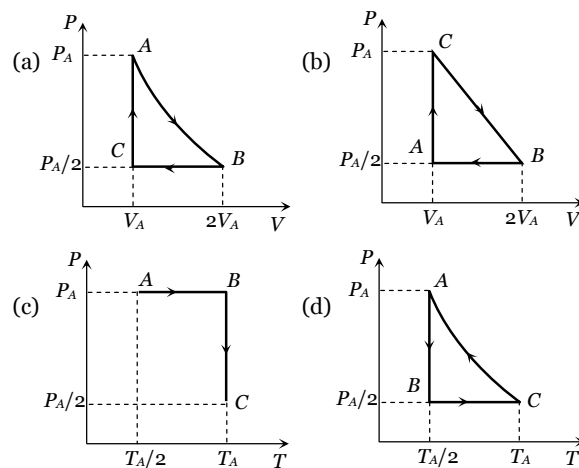 (a)
P
P_A
A
C
B
P_A/2
V_A
2V_A
V
(b)
P
P_A
C
A
B
P_A/2
V_A
2V_A
V
(c)
P
P_A
A
B
C
P_A/2
T_A/2
T_A
T
(d)
P
P_A
A
B
C
P_A/2
T_A/2
T_A
T